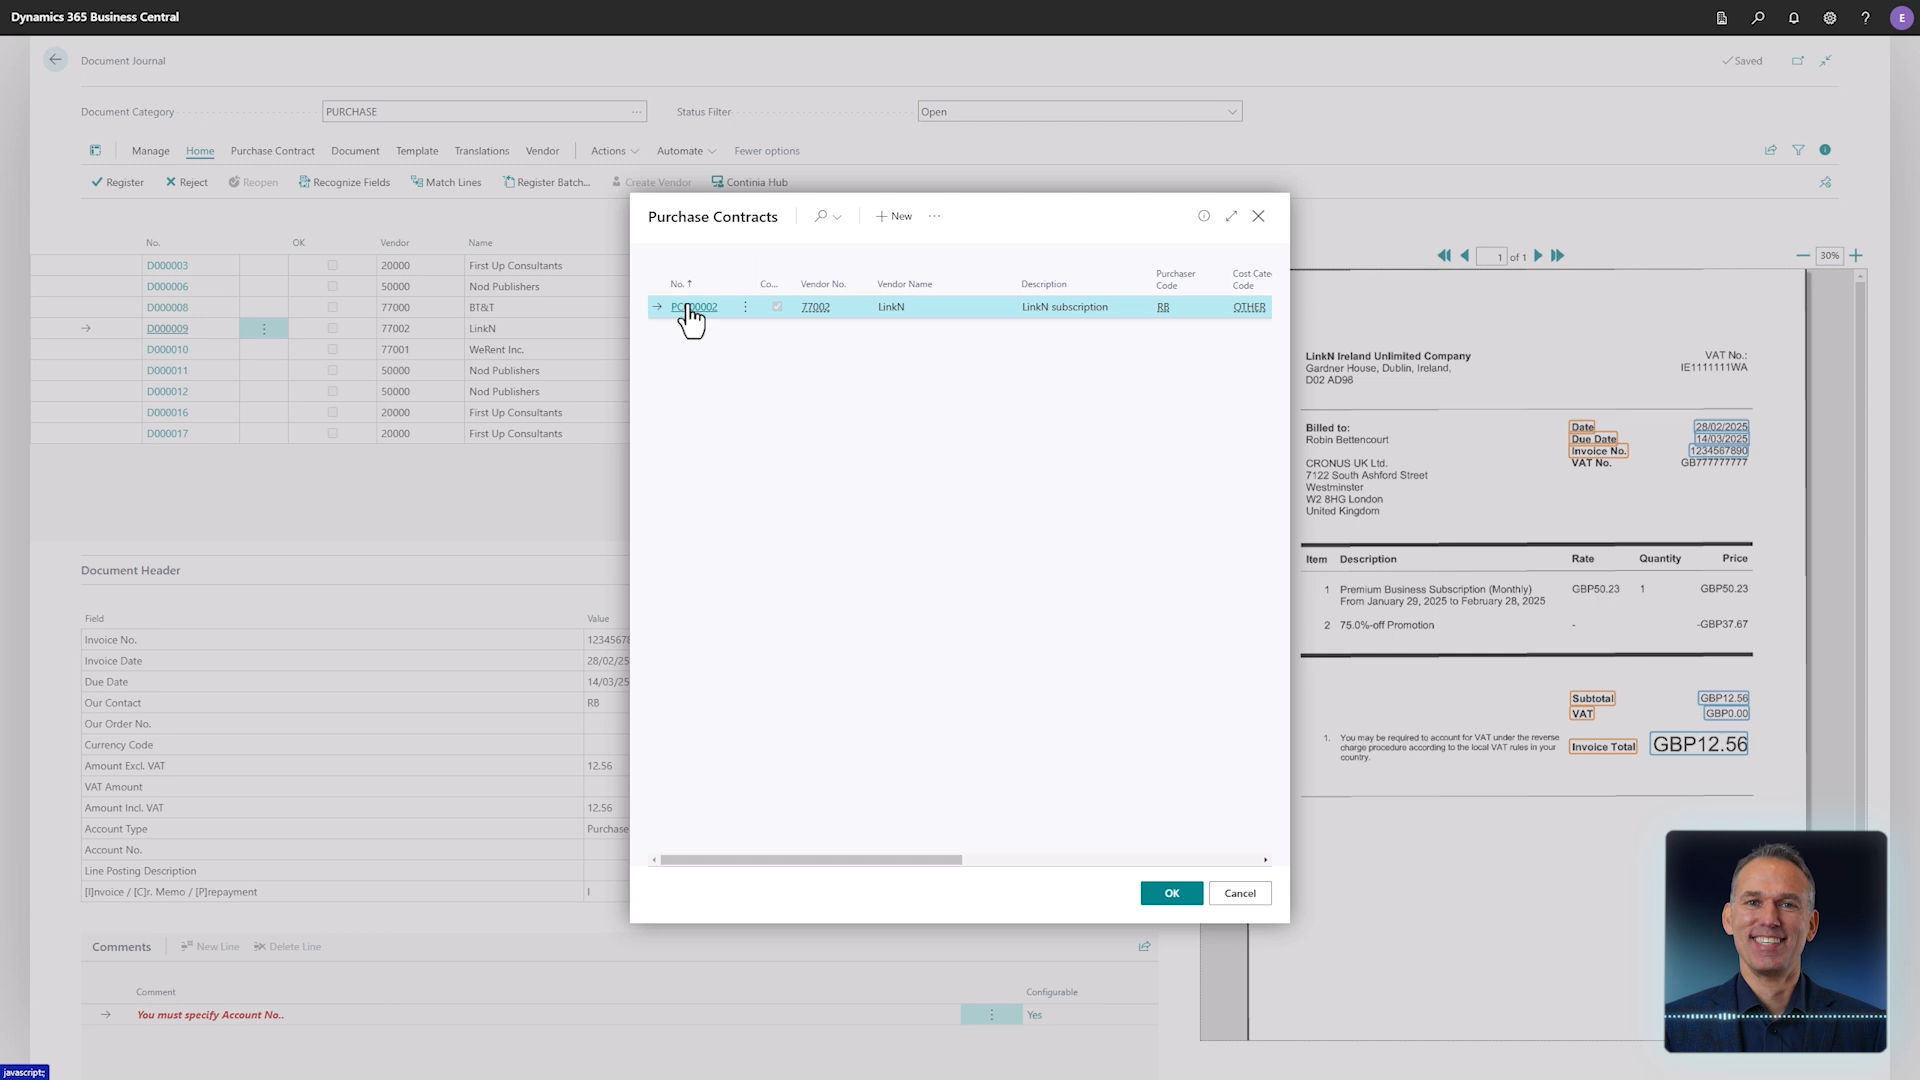 Dynamics 365 Business Central
E
Document Journal
Saved
Document Category
PURCHASE
Status Filter
Open
Manage
Home
Purchase Contract
Document
Template
Translations
Vendor
Actions
Automate
Fewer options
Register
Reject
Reopen
Recognize Fields
Match Lines
Register Batch...
Create Vendor
Continia Hub
No.
OK
Vendor
Name
D000003 20000 First Up Consultants
D000006 50000 Nod Publishers
D000008 77000 BT&T
D000009 77002 LinkN
D000010 77001 WeRent Inc.
D000011 50000 Nod Publishers
D000012 50000 Nod Publishers
D000016 20000 First Up Consultants
D000017 20000 First Up Consultants
Document Header
Field Value
Invoice No. 1234567
Invoice Date 28/02/25
Due Date 14/03/25
Our Contact RB
Our Order No.
Currency Code
Amount Excl. VAT 12.56
VAT Amount
Amount Incl. VAT 12.56
Account Type Purchase
Account No.
Line Posting Description
[I]nvoice / [C]r. Memo / [P]repayment I
Comments
New Line
Delete Line
Comment Configurable
You must specify Account No.. Yes
javascript:;
Purchase Contracts
New
No. ↑
Co...
Vendor No.
Vendor Name
Description
Purchaser
Code
Cost Cate
Code
77002 LinkN LinkN subscription RB OTHER
OK
Cancel
1 of 1
30%
LinkN Ireland Unlimited Company
Gardner House, Dublin, Ireland,
D02 AD98
VAT No.:
IE1111111WA
Billed to:
Robin Bettencourt
CRONUS UK Ltd.
7122 South Ashford Street
Westminster
W2 8HG London
United Kingdom
Date 28/02/2025
Due Date 14/03/2025
Invoice No. 1234567890
VAT No. GB777777777
Item Description Rate Quantity Price
1 Premium Business Subscription (Monthly) GBP50.23 1 GBP50.23
From January 29, 2025 to February 28, 2025
2 75.0%-off Promotion - -GBP37.67
Subtotal GBP12.56
VAT GBP0.00
1. You may be required to account for VAT under the reverse
charge procedure according to the local VAT rules in your
country.
Invoice Total GBP12.56